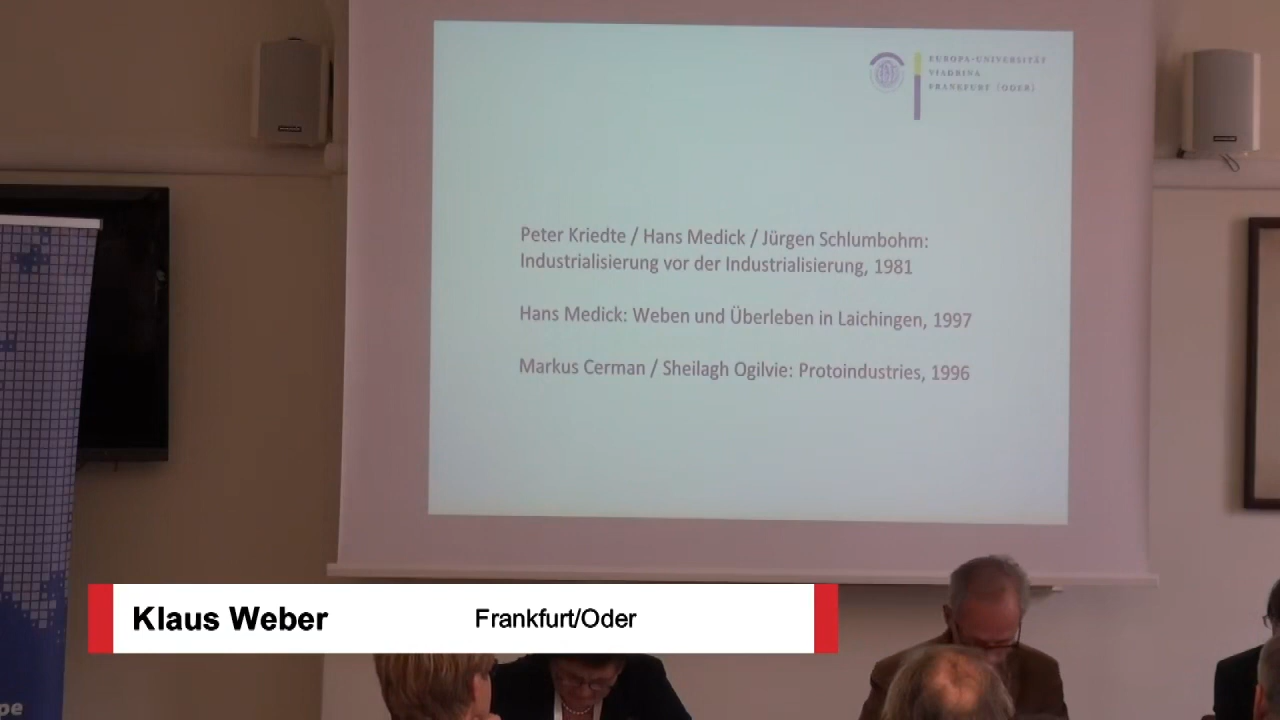 EUROPA-UNIVERSITÄT
VIADRINA
FRANKFURT (ODER)
Peter Kriedte / Hans Medick / Jürgen Schlumbohm:
Industrialisierung vor der Industrialisierung, 1981
Hans Medick: Weben und Überleben in Laichingen, 1997
Markus Cerman / Sheilagh Ogilvie: Protoindustries, 1996
Klaus Weber
Frankfurt/Oder
pe